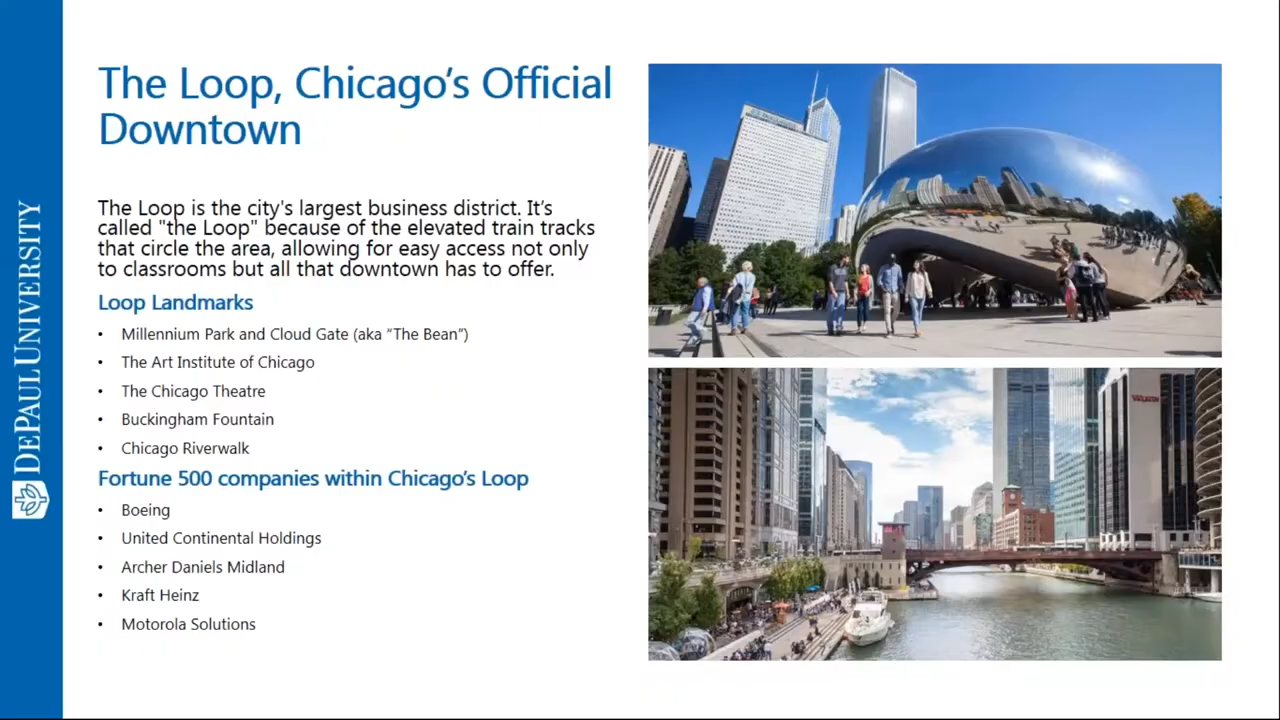 DEPAUL UNIVERSITY
The Loop, Chicago’s Official
Downtown
The Loop is the city's largest business district. It’s
called "the Loop" because of the elevated train tracks
that circle the area, allowing for easy access not only
to classrooms but all that downtown has to offer.
Loop Landmarks
• Millennium Park and Cloud Gate (aka “The Bean”)
• The Art Institute of Chicago
• The Chicago Theatre
• Buckingham Fountain
• Chicago Riverwalk
Fortune 500 companies within Chicago’s Loop
• Boeing
• United Continental Holdings
• Archer Daniels Midland
• Kraft Heinz
• Motorola Solutions